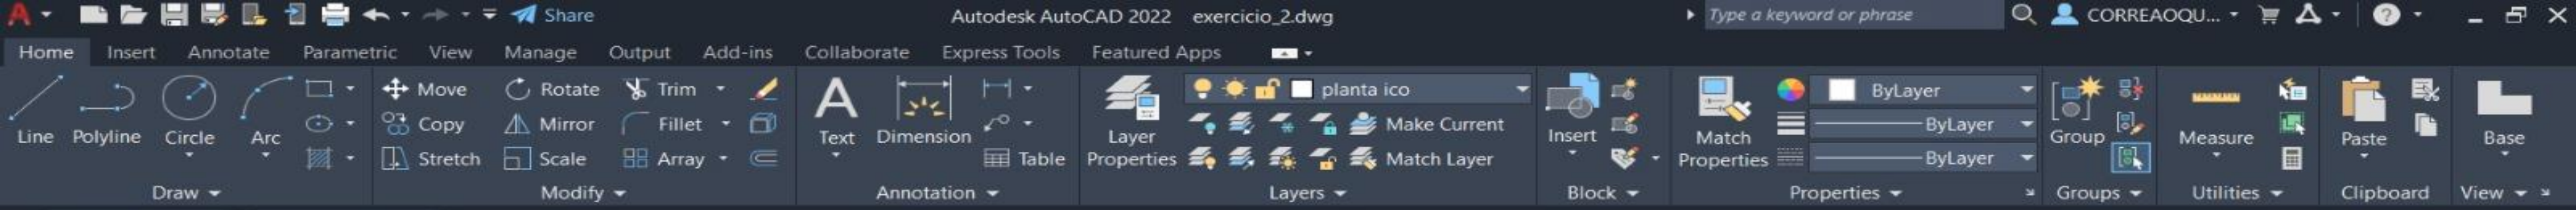 A Share Autodesk AutoCAD 2022 exercicio_2.dwg Type a keyword or phrase CORREAOQU... ?
Home Insert Annotate Parametric View Manage Output Add-ins Collaborate Express Tools Featured Apps
Line Polyline Circle Arc
Move Rotate Trim
Copy Mirror Fillet
Stretch Scale Array
A
Text Dimension
Table
Layer
Properties
planta ico
Make Current
Match Layer
Insert
Match
Properties
ByLayer
ByLayer
ByLayer
Group
Measure
Paste
Base
Draw Modify Annotation Layers Block Properties Groups Utilities Clipboard View